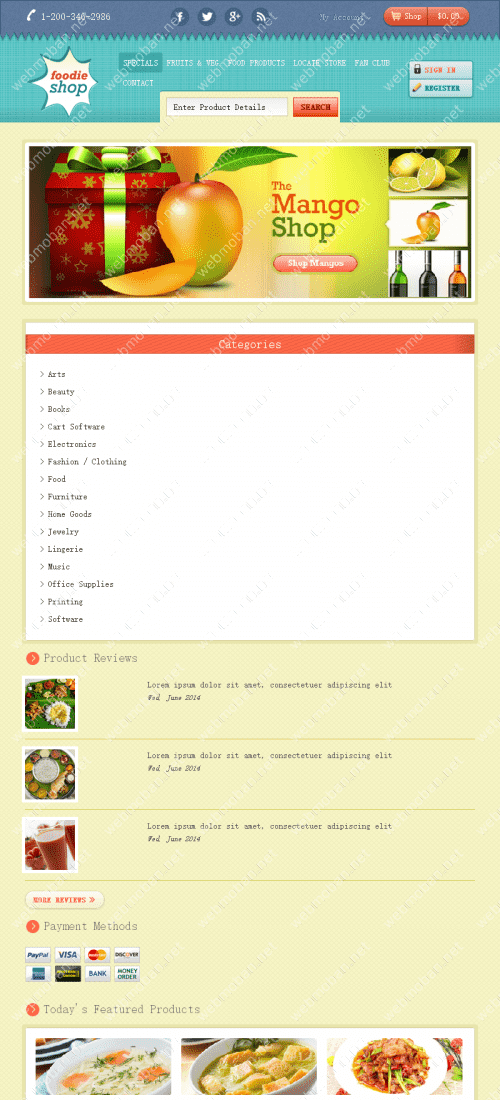 1-200-346-2986
My Account
Shop
foodie
shop
SPECIALS FRUITS & VEG FOOD PRODUCTS LOCATE STORE FAN CLUB
CONTACT
SIGN IN
REGISTER
Enter Product Details
SEARCH
The
Mango
Shop
Shop Mangos
Categories
Arts
Beauty
Books
Cart Software
Electronics
Fashion / Clothing
Food
Furniture
Home Goods
Jewelry
Lingerie
Music
Office Supplies
Printing
Software
Product Reviews
Lorem ipsum dolor sit amet, consectetuer adipiscing elit
Wed, June 2014
Lorem ipsum dolor sit amet, consectetuer adipiscing elit
Wed, June 2014
Lorem ipsum dolor sit amet, consectetuer adipiscing elit
Wed, June 2014
MORE REVIEWS
Payment Methods
PayPal VISA MasterCard DISCOVER
BANK MONEY ORDER
Today's Featured Products
webmoban.net